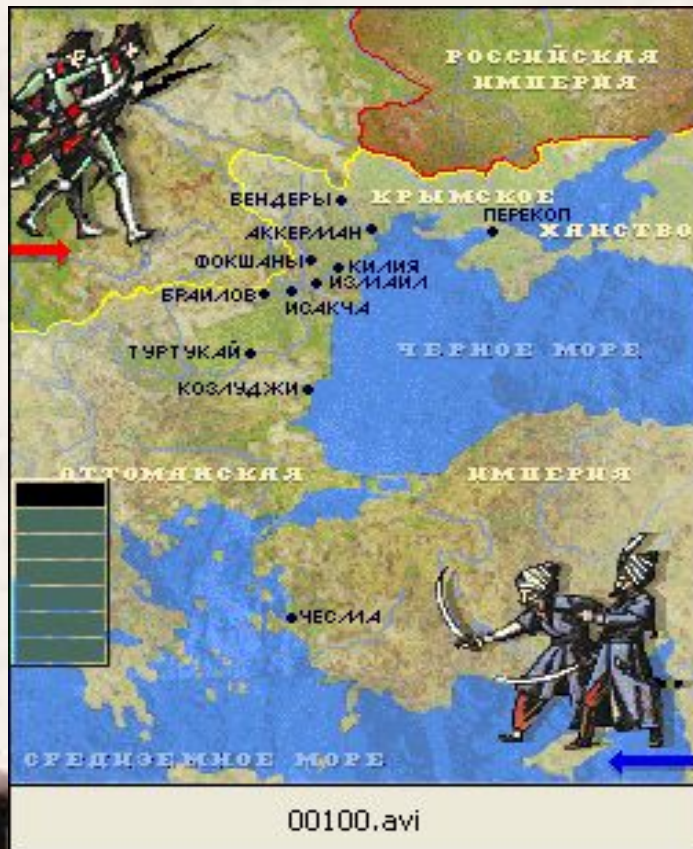 РОССИЙСКАЯ
ИМПЕРИЯ
ВЕНДЕРЫ
КРЫМСКОЕ
ПЕРЕКОП
АККЕРМАН
ХАНСТВО
ФОКШАНЫ
КИЛИЯ
ИЗМАИЛ
БРАИЛОВ
ИСАКЧА
ТУРТУКАЙ
ЧЕРНОЕ МОРЕ
КОЗЛУДЖИ
ОТТОМАНСКАЯ ИМПЕРИЯ
ЧЕСМА
СРЕДИЗЕМНОЕ МОРЕ
00100.avi